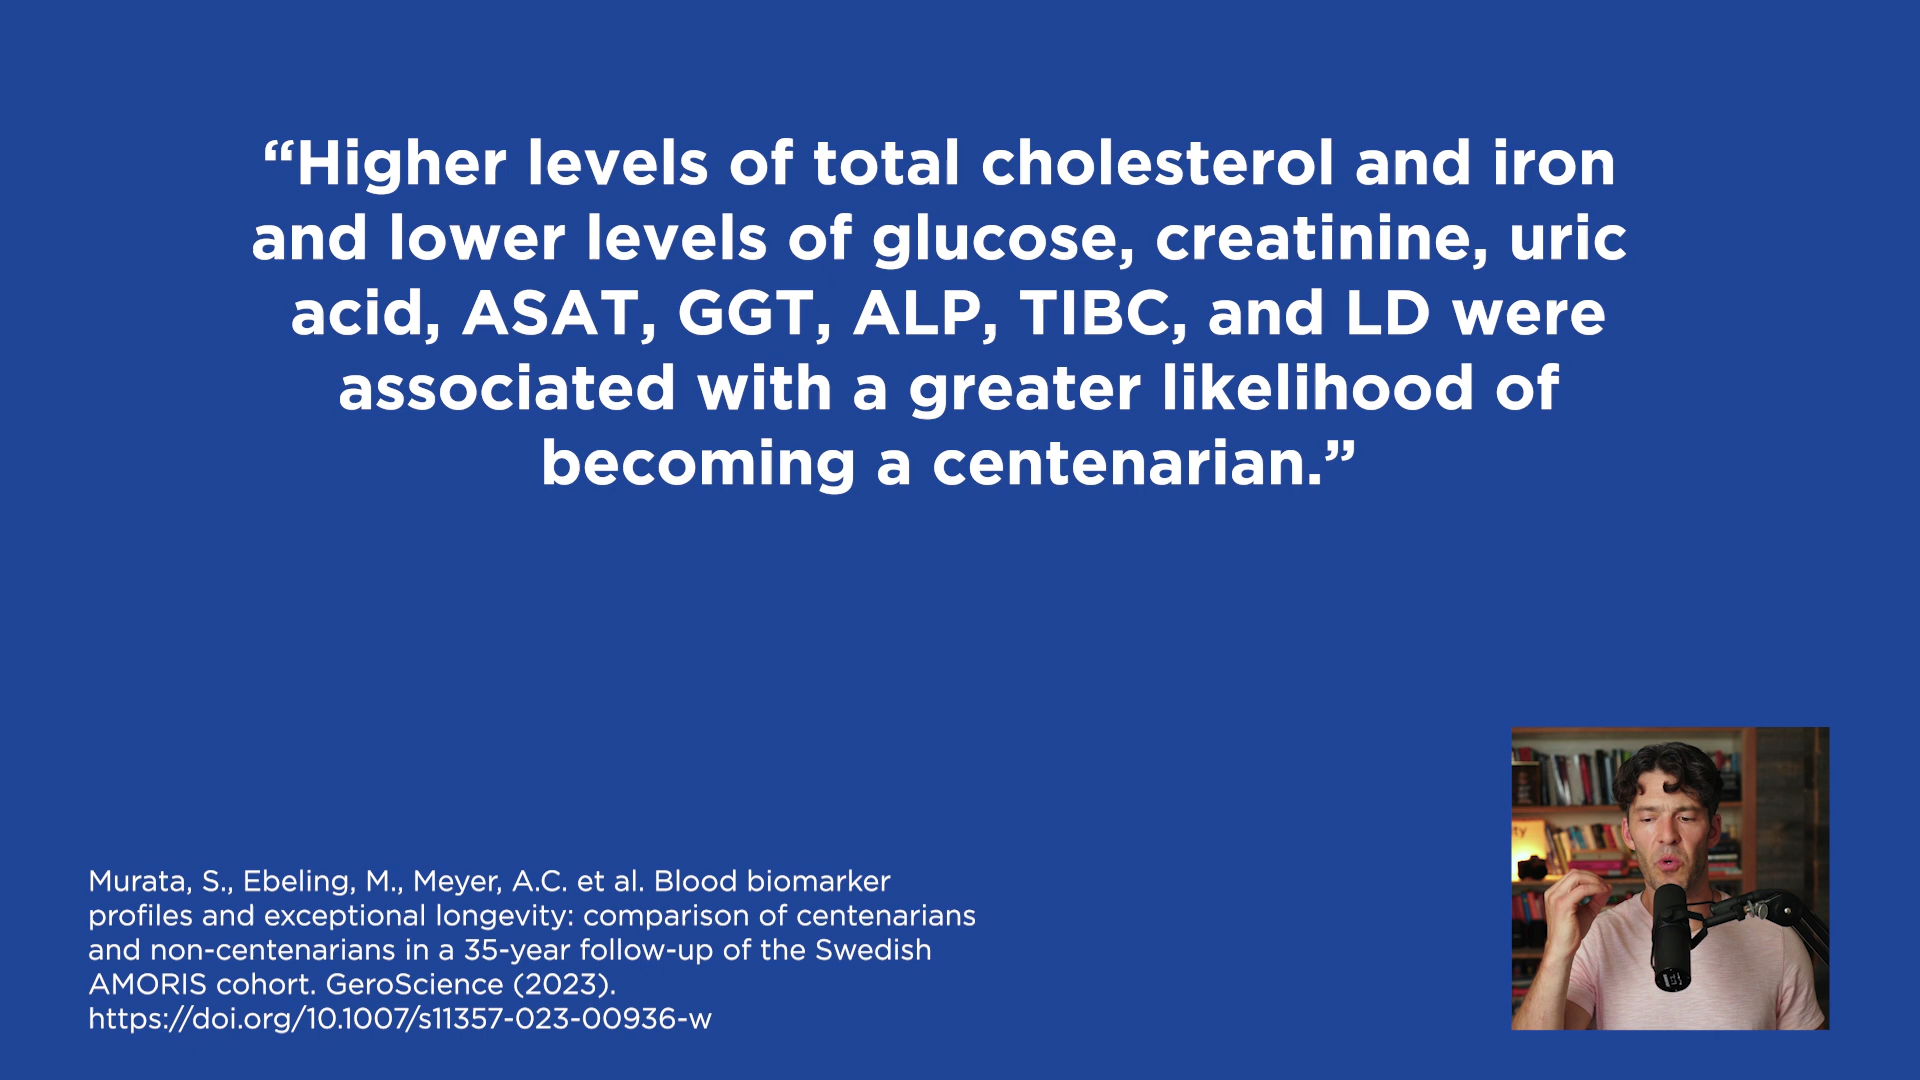 “Higher levels of total cholesterol and iron
and lower levels of glucose, creatinine, uric
acid, ASAT, GGT, ALP, TIBC, and LD were
associated with a greater likelihood of
becoming a centenarian.”
Murata, S., Ebeling, M., Meyer, A.C. et al. Blood biomarker
profiles and exceptional longevity: comparison of centenarians
and non-centenarians in a 35-year follow-up of the Swedish
AMORIS cohort. GeroScience (2023).
https://doi.org/10.1007/s11357-023-00936-w